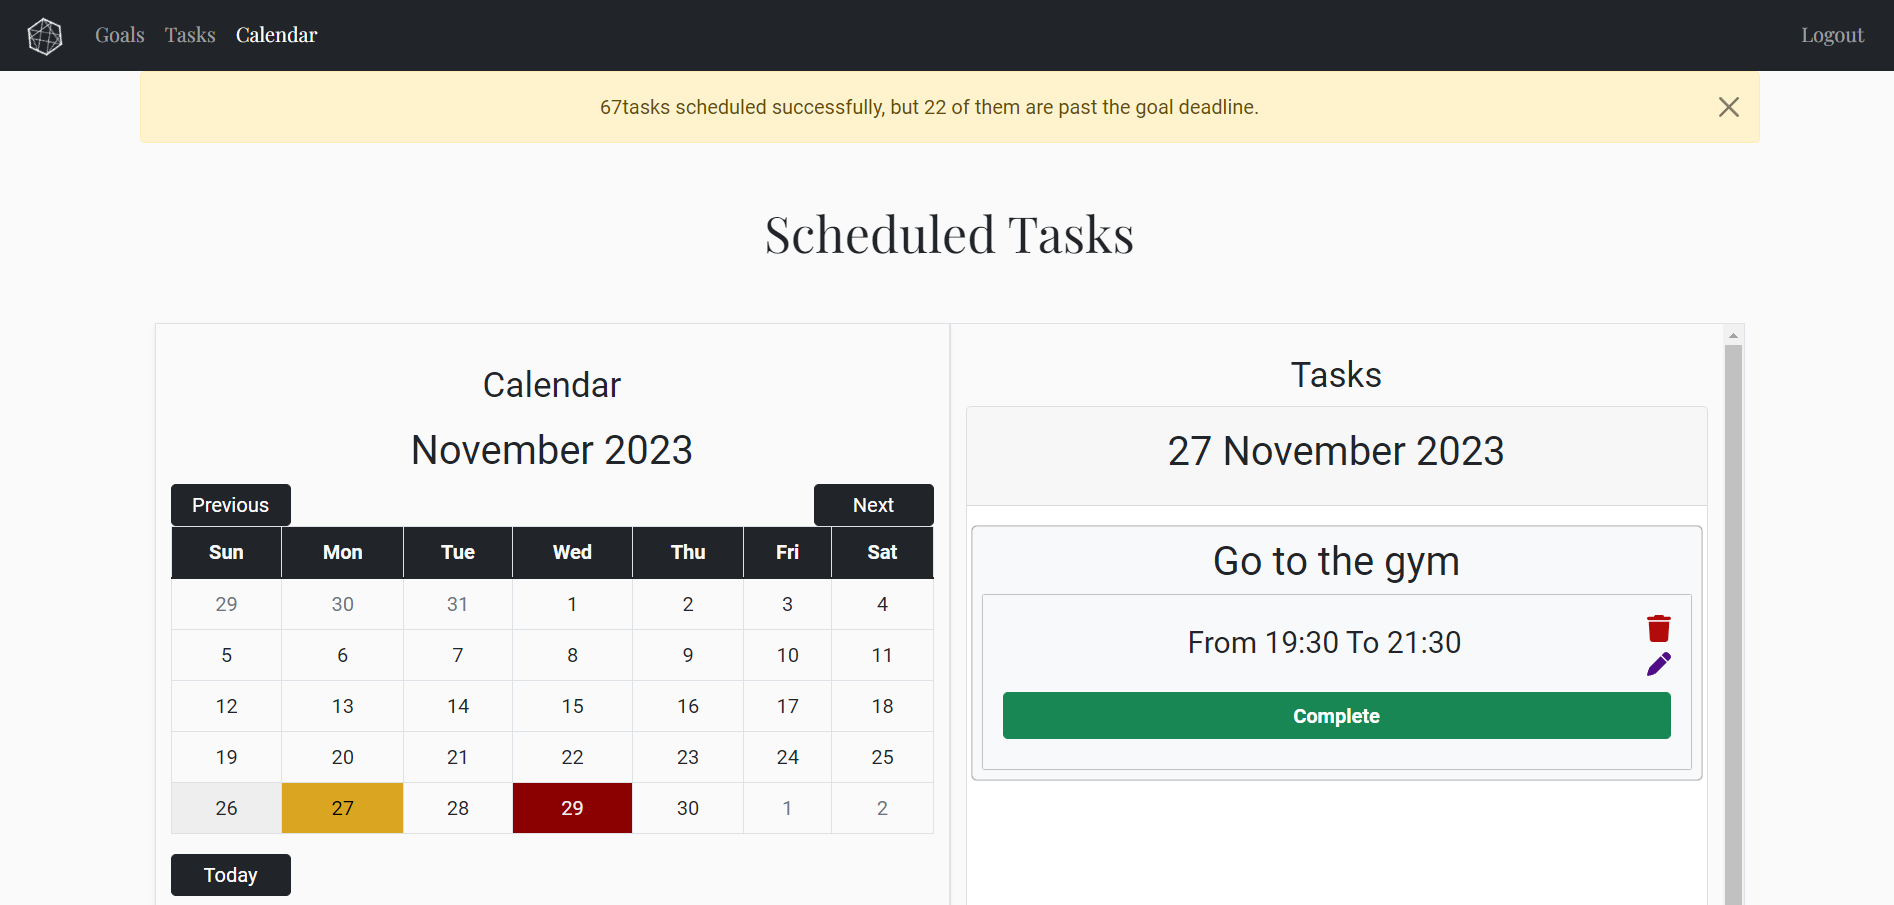 Goals Tasks Calendar Logout
67tasks scheduled successfully, but 22 of them are past the goal deadline.
Scheduled Tasks
Calendar
November 2023
Previous Next
Sun Mon Tue Wed Thu Fri Sat
29 30 31 1 2 3 4
5 6 7 8 9 10 11
12 13 14 15 16 17 18
19 20 21 22 23 24 25
26 27 28 29 30 1 2
Today
Tasks
27 November 2023
Go to the gym
From 19:30 To 21:30
Complete